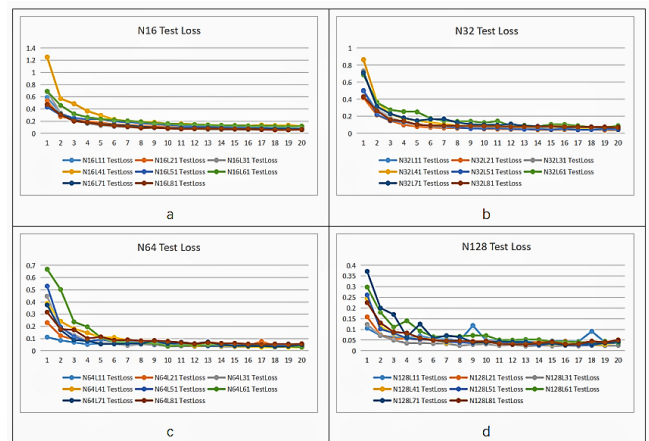 N16 Test Loss
1.4
1.2
1
0.8
0.6
0.4
0.2
0
1 2 3 4 5 6 7 8 9 10 11 12 13 14 15 16 17 18 19 20
N16L11 TestLoss N16L21 TestLoss N16L31 TestLoss
N16L41 TestLoss N16L51 TestLoss N16L61 TestLoss
N16L71 TestLoss N16L81 TestLoss
a
N32 Test Loss
1
0.8
0.6
0.4
0.2
0
1 2 3 4 5 6 7 8 9 10 11 12 13 14 15 16 17 18 19 20
N32L11 TestLoss N32L21 TestLoss N32L31 TestLoss
N32L41 TestLoss N32L51 TestLoss N32L61 TestLoss
N32L71 TestLoss N32L81 TestLoss
b
N64 Test Loss
0.7
0.6
0.5
0.4
0.3
0.2
0.1
0
1 2 3 4 5 6 7 8 9 10 11 12 13 14 15 16 17 18 19 20
N64L11 TestLoss N64L21 TestLoss N64L31 TestLoss
N64L41 TestLoss N64L51 TestLoss N64L61 TestLoss
N64L71 TestLoss N64L81 TestLoss
c
N128 Test Loss
0.4
0.35
0.3
0.25
0.2
0.15
0.1
0.05
0
1 2 3 4 5 6 7 8 9 10 11 12 13 14 15 16 17 18 19 20
N128L11 TestLoss N128L21 TestLoss N128L31 TestLoss
N128L41 TestLoss N128L51 TestLoss N128L61 TestLoss
N128L71 TestLoss N128L81 TestLoss
d